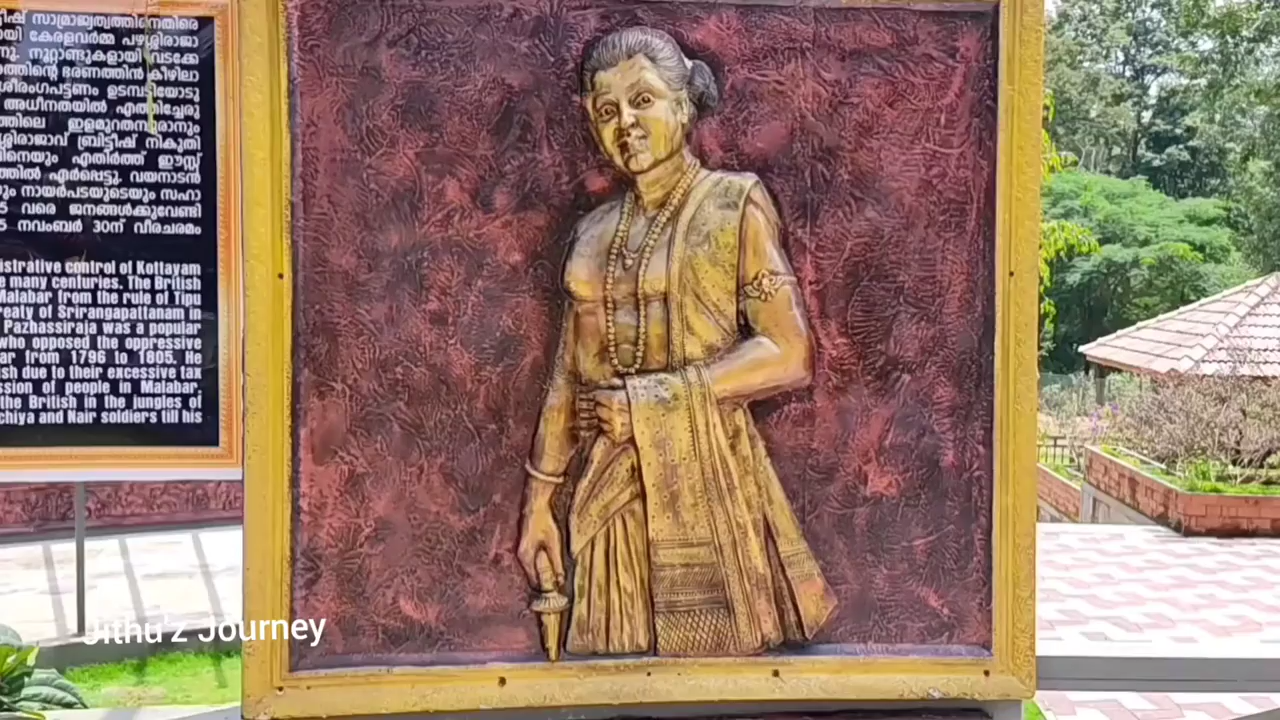 ട്ടീഷ് സാമ്രാജ്യത്വത്തിനെതിരെ
യി കേരളവർമ്മ പഴശ്ശിരാജാ
ന്നു. നൂറ്റാണ്ടുകളായി വടക്കേ
ത്തിന്റെ ഭരണത്തിൻ കീഴിലാ
ശ്രീരംഗപട്ടണം ഉടമ്പടിയോടു
അധീനതയിൽ എത്തിച്ചേരു
ത്തിലെ ഇളമുറതമ്പുരാനും
ശ്ശിരാജാവ് ബ്രിട്ടീഷ് നികുതി
ിനെയും എതിർത്ത് ഈസ്റ്റ്
ത്തിൽ ഏർപ്പെട്ടു. വയനാടൻ
ും നായർപടയുടെയും സഹാ
5 വരെ ജനങ്ങൾക്കുവേണ്ടി
5 നവംബർ 30ന് വീരചരമം
istrative control of Kottayam
e many centuries. The British
Malabar from the rule of Tipu
reaty of Srirangapattanam in
Pazhassiraja was a popular
who opposed the oppressive
ar from 1796 to 1805. He
ish due to their excessive tax
ssion of people in Malabar.
the British in the jungles of
chiya and Nair soldiers till his
Jithu'z Journey